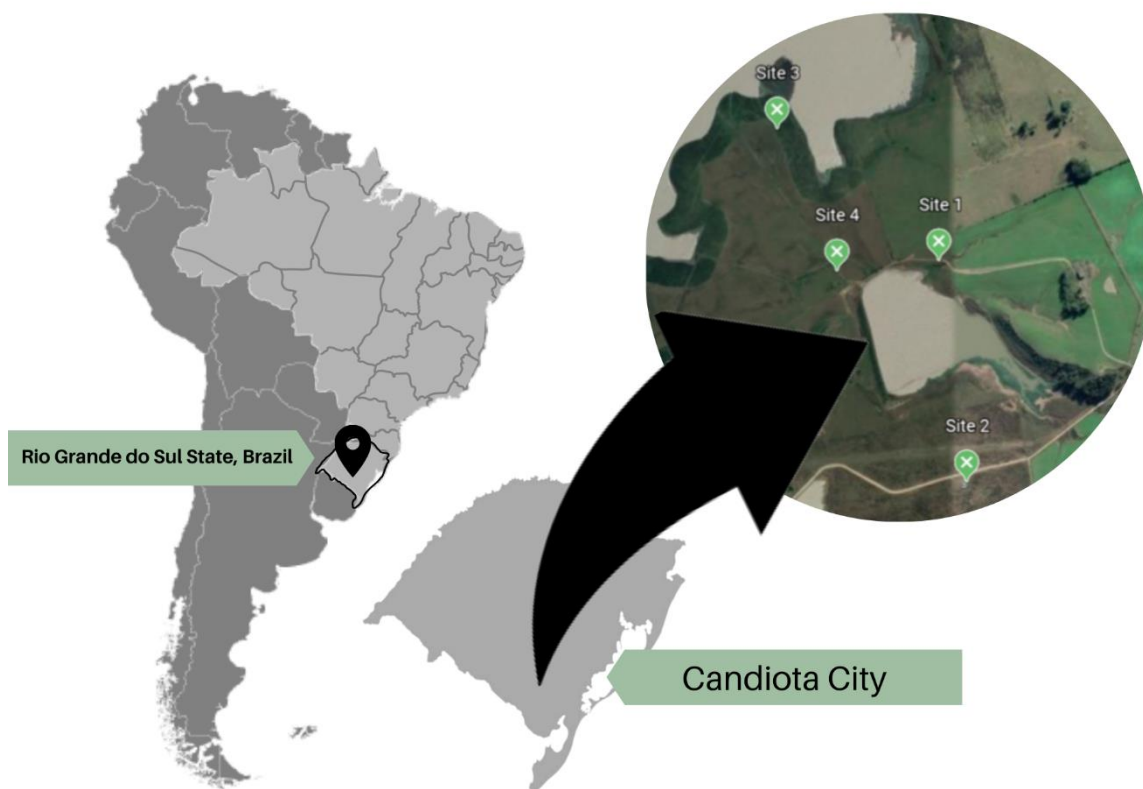 Site 3
Site 4
Site 1
Site 2
Rio Grande do Sul State, Brazil
Candiota City